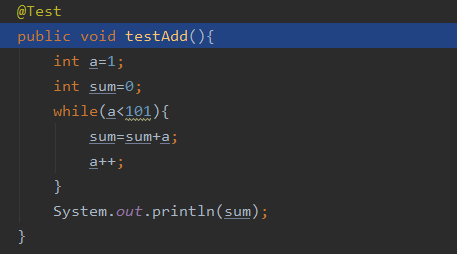 @Test
public void testAdd(){
    int a=1;
    int sum=0;
    while(a<101){
        sum=sum+a;
        a++;
    }
    System.out.println(sum);
}